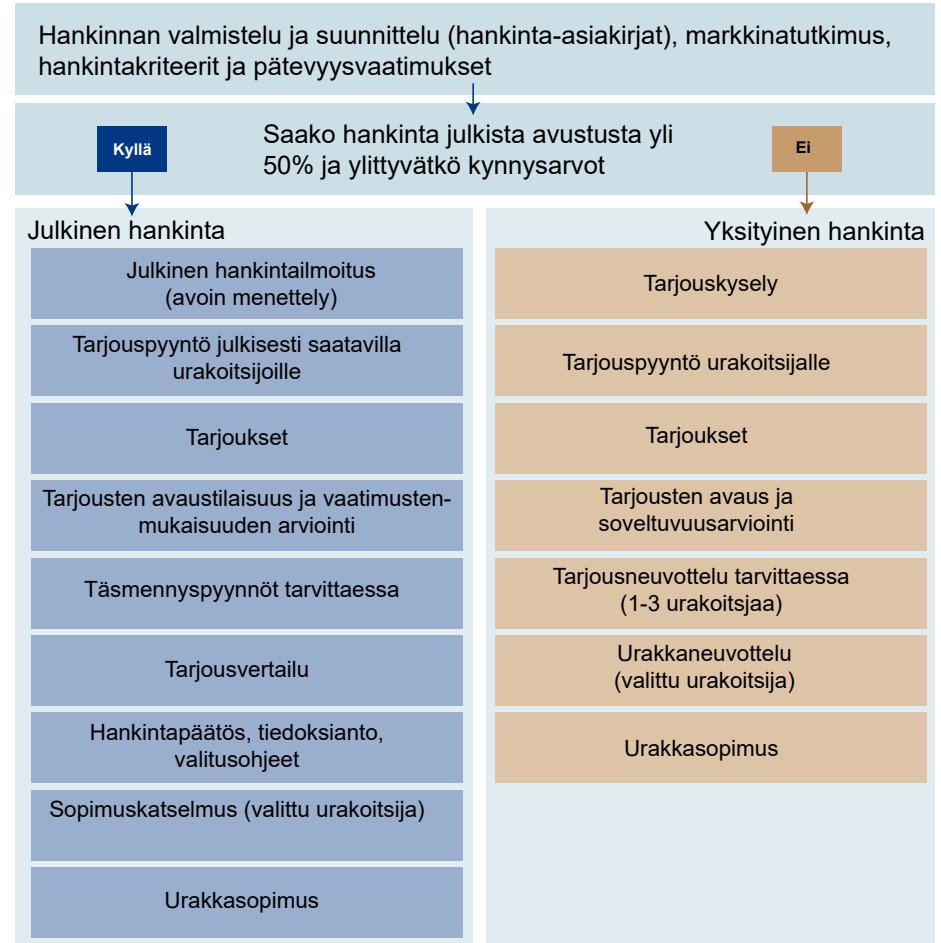 Hankinnan valmistelu ja suunnittelu (hankinta-asiakirjat), markkinatutkimus,
hankintakriteerit ja pätevyysvaatimukset
Saako hankinta julkista avustusta yli
50% ja ylittyvätkö kynnysarvot
Kyllä
Ei
Julkinen hankinta
Julkinen hankintailmoitus
(avoin menettely)
Tarjouspyyntö julkisesti saatavilla
urakoitsijoille
Tarjoukset
Tarjousten avaustilaisuus ja vaatimusten-
mukaisuuden arviointi
Täsmennyspyynnöt tarvittaessa
Tarjousvertailu
Hankintapäätös, tiedoksianto,
valitusohjeet
Sopimuskatselmus (valittu urakoitsija)
Urakkasopimus
Yksityinen hankinta
Tarjouskysely
Tarjouspyyntö urakoitsijalle
Tarjoukset
Tarjousten avaus ja
soveltuvuusarviointi
Tarjousneuvottelu tarvittaessa
(1-3 urakoitsjaa)
Urakkaneuvottelu
(valittu urakoitsija)
Urakkasopimus